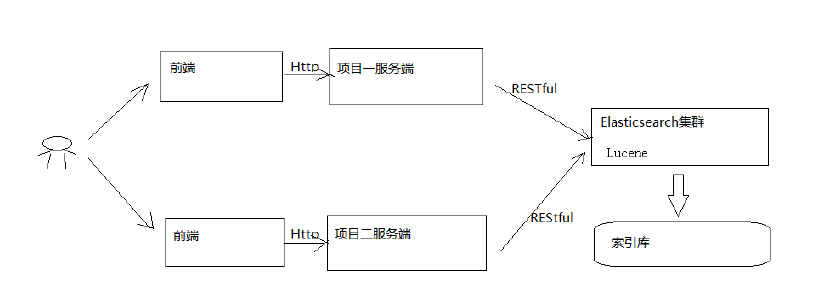 前端
Http
项目一服务端
RESTful
Elasticsearch集群
Lucene
前端
Http
项目二服务端
REStful
索引库